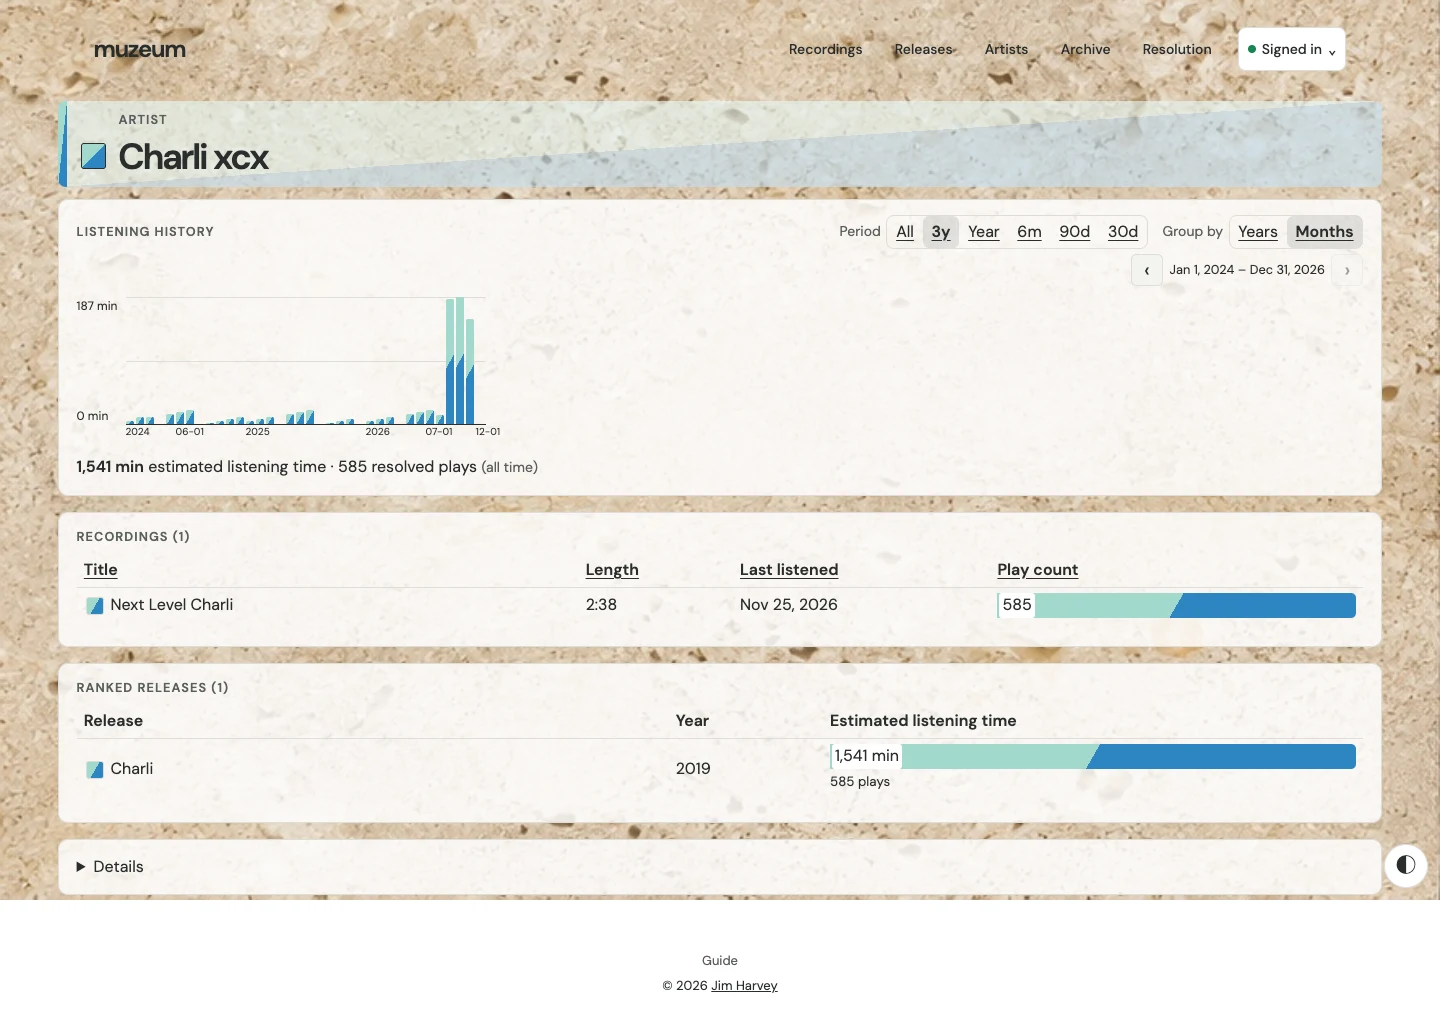 muzeum
Recordings Releases Artists Archive Resolution Signed in
ARTIST
Charli xcx
LISTENING HISTORY
Period All 3y Year 6m 90d 30d Group by Years Months
‹ Jan 1, 2024 – Dec 31, 2026 ›
187 min
0 min
2024 06-01 2025 2026 07-01 12-01
1,541 min estimated listening time · 585 resolved plays (all time)
RECORDINGS (1)
Title Length Last listened Play count
Next Level Charli 2:38 Nov 25, 2026 585
RANKED RELEASES (1)
Release Year Estimated listening time
Charli 2019 1,541 min
585 plays
Details
Guide
© 2026 Jim Harvey